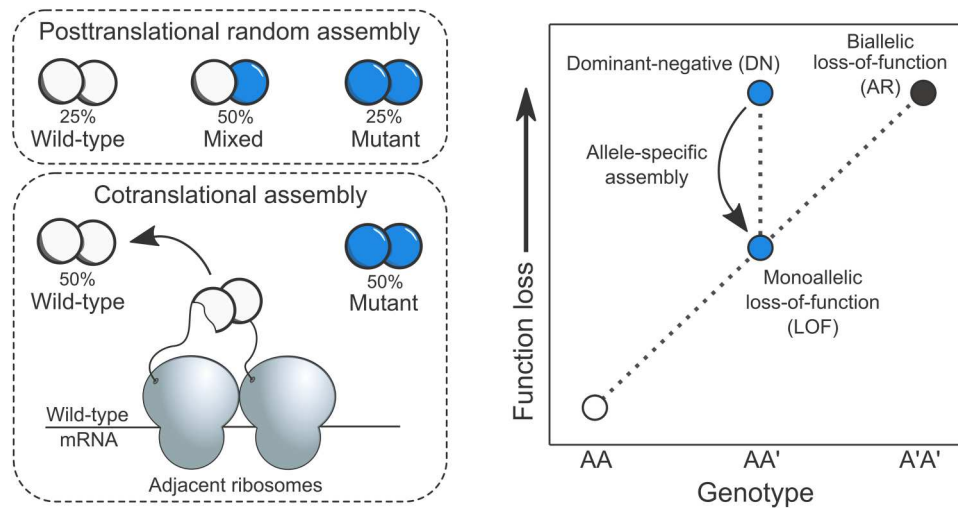 Posttranslational random assembly
25%
Wild-type
50%
Mixed
25%
Mutant
Cotranslational assembly
50%
Wild-type
50%
Mutant
Wild-type
mRNA
Adjacent ribosomes
Function loss
Dominant-negative (DN)
Biallelic
loss-of-function
(AR)
Allele-specific
assembly
Monoallelic
loss-of-function
(LOF)
AA
AA'
A'A'
Genotype